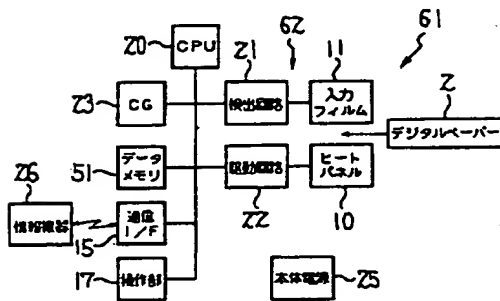 20
CPU
21
62
11
61
23
CG
検出回路
入力
フィルム
2
デジタルペーパー
26
51
データ
メモリ
駆動回路
ヒート
パネル
22
10
情報機器
通信
I/F
15
17
操作部
本体電源
25